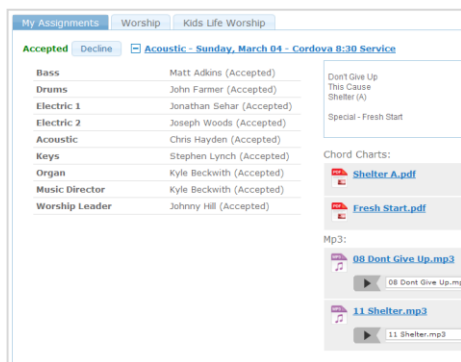 My Assignments Worship Kids Life Worship
Accepted Decline Acoustic - Sunday, March 04 - Cordova 8:30 Service
Bass Matt Adkins (Accepted)
Drums John Farmer (Accepted)
Electric 1 Jonathan Sehar (Accepted)
Electric 2 Joseph Woods (Accepted)
Acoustic Chris Hayden (Accepted)
Keys Stephen Lynch (Accepted)
Organ Kyle Beckwith (Accepted)
Music Director Kyle Beckwith (Accepted)
Worship Leader Johnny Hill (Accepted)
Don't Give Up
This Cause
Shelter (A)
Special - Fresh Start
Chord Charts:
Shelter A.pdf
Fresh Start.pdf
Mp3:
08 Dont Give Up.mp3
08 Dont Give Up.m
11 Shelter.mp3
11 Shelter.mp3